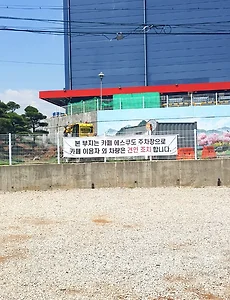 본 부지는 카페 에스쿠도 주차장으로
카페 이용자 외 차량은 견인 조치 합니다.